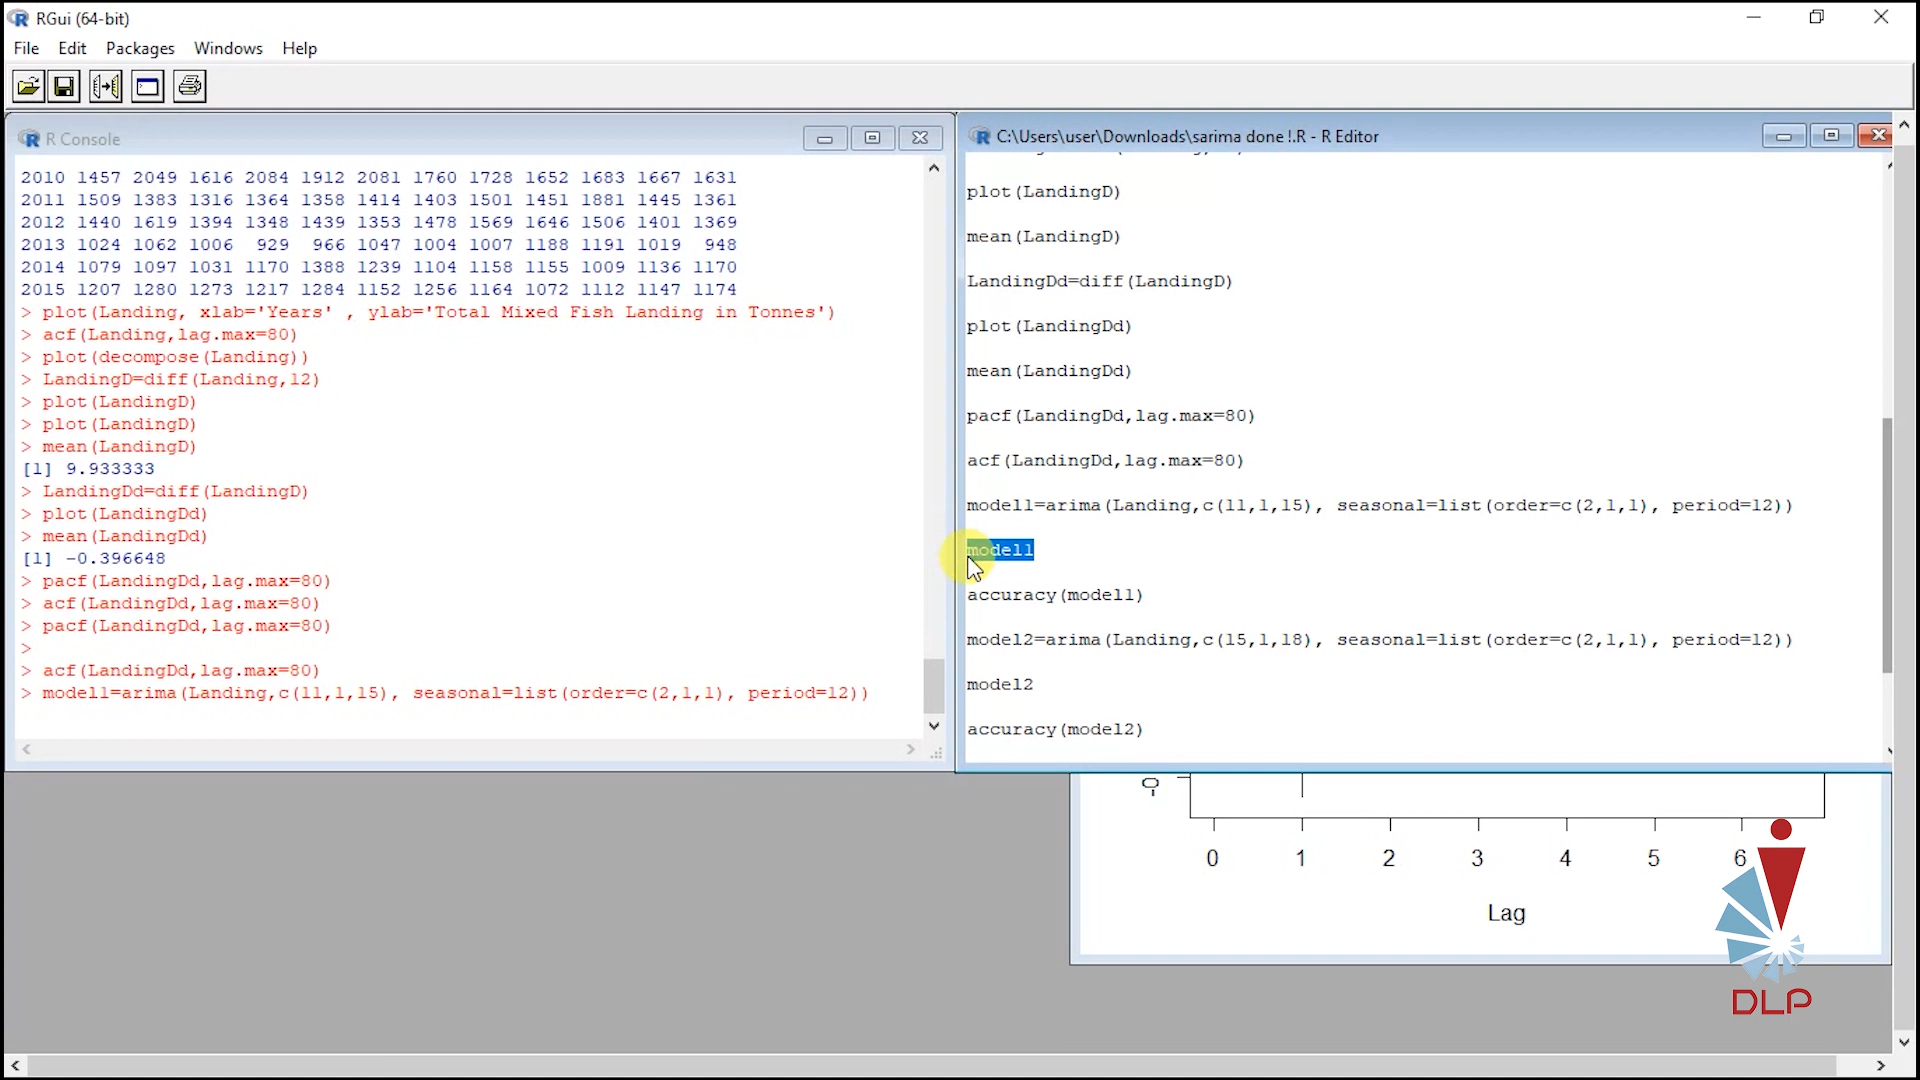 RGui (64-bit)
File Edit Packages Windows Help
R Console
2010 1457 2049 1616 2084 1912 2081 1760 1728 1652 1683 1667 1631
2011 1509 1383 1316 1364 1358 1414 1403 1501 1451 1881 1445 1361
2012 1440 1619 1394 1348 1439 1353 1478 1569 1646 1506 1401 1369
2013 1024 1062 1006 929 966 1047 1004 1007 1188 1191 1019 948
2014 1079 1097 1031 1170 1388 1239 1104 1158 1155 1009 1136 1170
2015 1207 1280 1273 1217 1284 1152 1256 1164 1072 1112 1147 1174
> plot(Landing, xlab='Years' , ylab='Total Mixed Fish Landing in Tonnes')
> acf(Landing,lag.max=80)
> plot(decompose(Landing))
> LandingD=diff(Landing,12)
> plot(LandingD)
> plot(LandingD)
> mean(LandingD)
[1] 9.933333
> LandingDd=diff(LandingD)
> plot(LandingDd)
> mean(LandingDd)
[1] -0.396648
> pacf(LandingDd,lag.max=80)
> acf(LandingDd,lag.max=80)
> pacf(LandingDd,lag.max=80)
>
> acf(LandingDd,lag.max=80)
> model1=arima(Landing,c(11,1,15), seasonal=list(order=c(2,1,1), period=12))
C:\Users\user\Downloads\sarima done !.R - R Editor
plot(LandingD)
mean(LandingD)
LandingDd=diff(LandingD)
plot(LandingDd)
mean(LandingDd)
pacf(LandingDd,lag.max=80)
acf(LandingDd,lag.max=80)
model1=arima(Landing,c(11,1,15), seasonal=list(order=c(2,1,1), period=12))
model1
accuracy(model1)
model2=arima(Landing,c(15,1,18), seasonal=list(order=c(2,1,1), period=12))
model2
accuracy(model2)
0 1 2 3 4 5 6
Lag
DLP